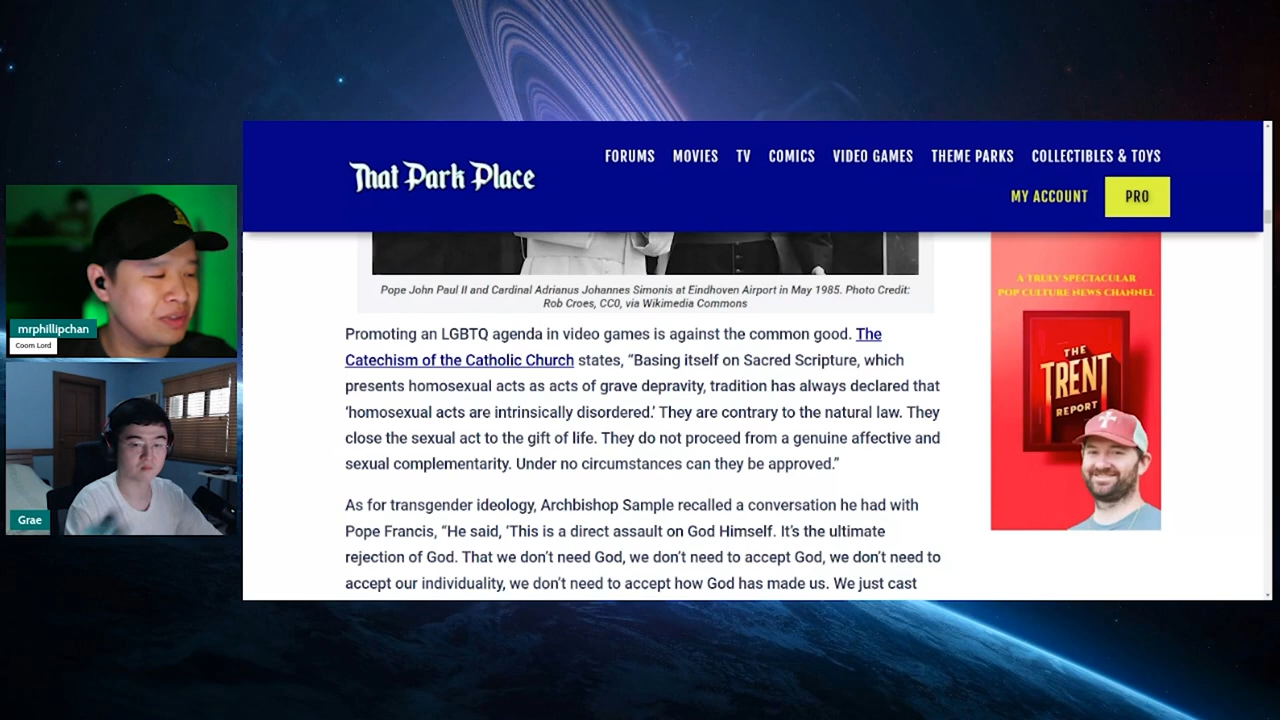 That Park Place
FORUMS MOVIES TV COMICS VIDEO GAMES THEME PARKS COLLECTIBLES & TOYS
MY ACCOUNT PRO
Pope John Paul II and Cardinal Adrianus Johannes Simonis at Eindhoven Airport in May 1985. Photo Credit:
Rob Croes, CC0, via Wikimedia Commons
Promoting an LGBTQ agenda in video games is against the common good. The
Catechism of the Catholic Church states, “Basing itself on Sacred Scripture, which
presents homosexual acts as acts of grave depravity, tradition has always declared that
‘homosexual acts are intrinsically disordered.’ They are contrary to the natural law. They
close the sexual act to the gift of life. They do not proceed from a genuine affective and
sexual complementarity. Under no circumstances can they be approved.”
As for transgender ideology, Archbishop Sample recalled a conversation he had with
Pope Francis, “He said, ‘This is a direct assault on God Himself. It’s the ultimate
rejection of God. That we don’t need God, we don’t need to accept God, we don’t need to
accept our individuality, we don’t need to accept how God has made us. We just cast
A TRULY SPECTACULAR
POP CULTURE NEWS CHANNEL
THE
TRENT
REPORT
mrphillipchan
Coom Lord
Grae